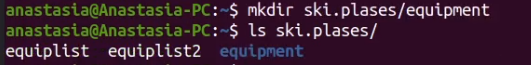 anastasia@Anastasia-PC:~$ mkdir ski.plases/equipment
anastasia@Anastasia-PC:~$ ls ski.plases/
equiplist  equiplist2  equipment